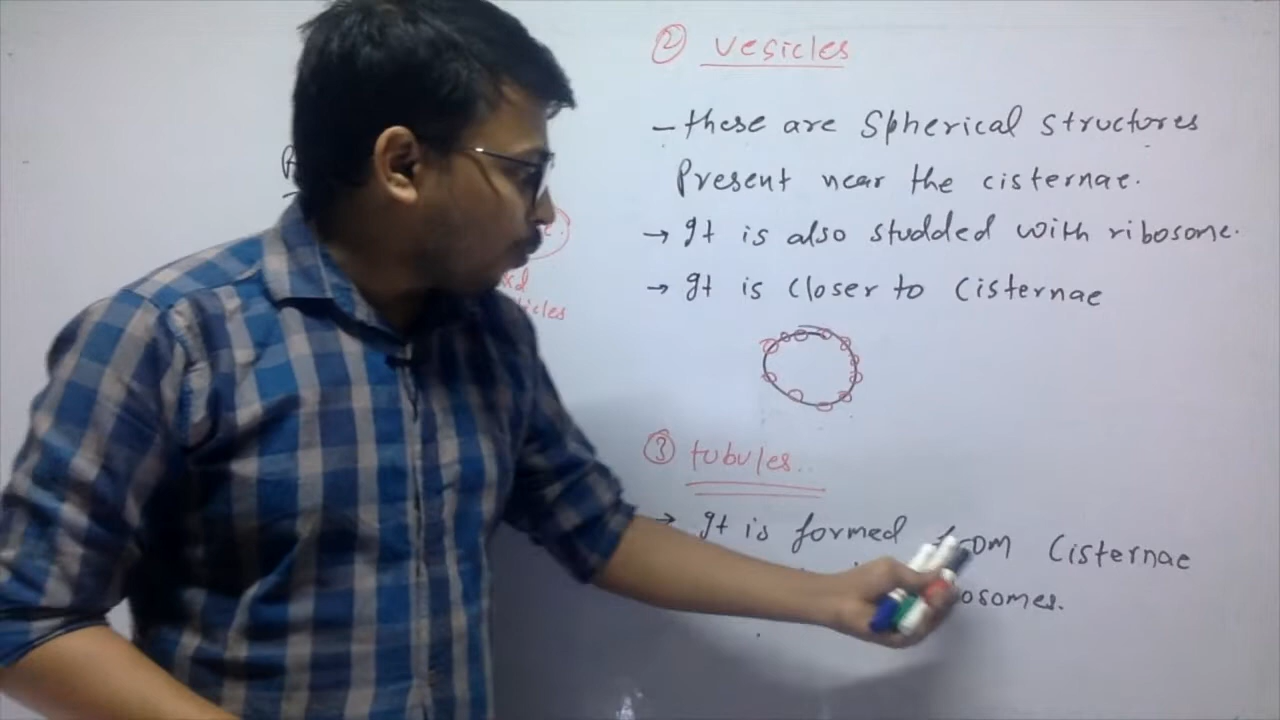 ② vesicles
- these are Spherical structures
Present near the cisternae.
→ It is also studded with ribosome.
→ It is closer to cisternae
③ tubules..
→ It is formed from Cisternae